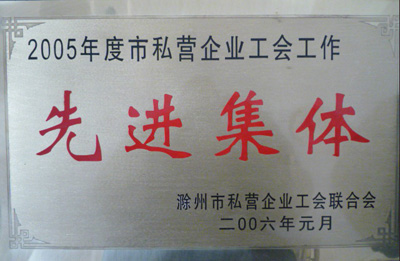 2005年度市私营企业工会工作
先进集体
滁州市私营企业工会联合会
二00六年元月